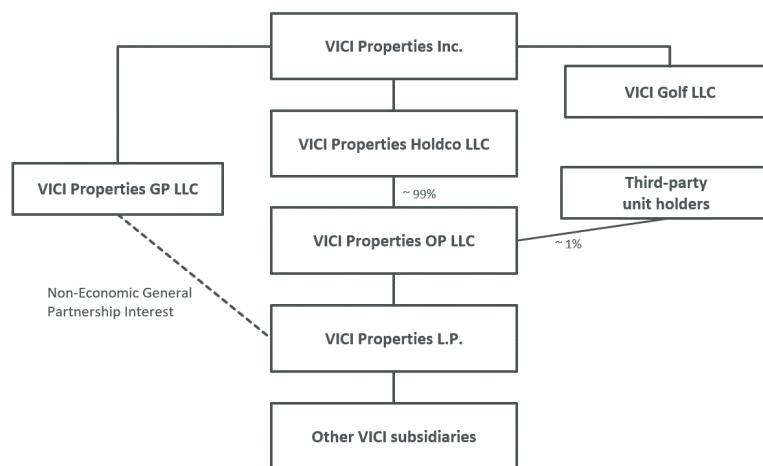 VICI Properties Inc.
VICI Golf LLC
VICI Properties Holdco LLC
VICI Properties GP LLC
~ 99%
Third-party
unit holders
VICI Properties OP LLC
~ 1%
Non-Economic General
Partnership Interest
VICI Properties L.P.
Other VICI subsidiaries